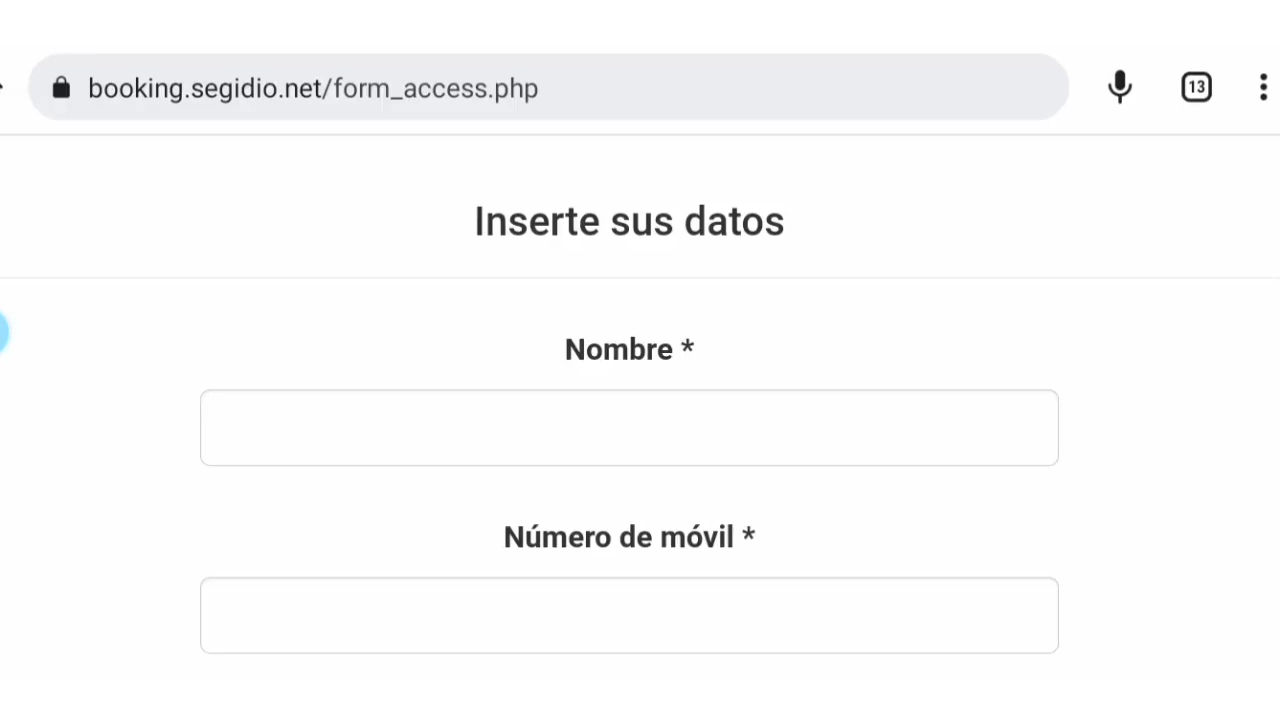 booking.segidio.net/form_access.php
13
Inserte sus datos
Nombre *
Número de móvil *